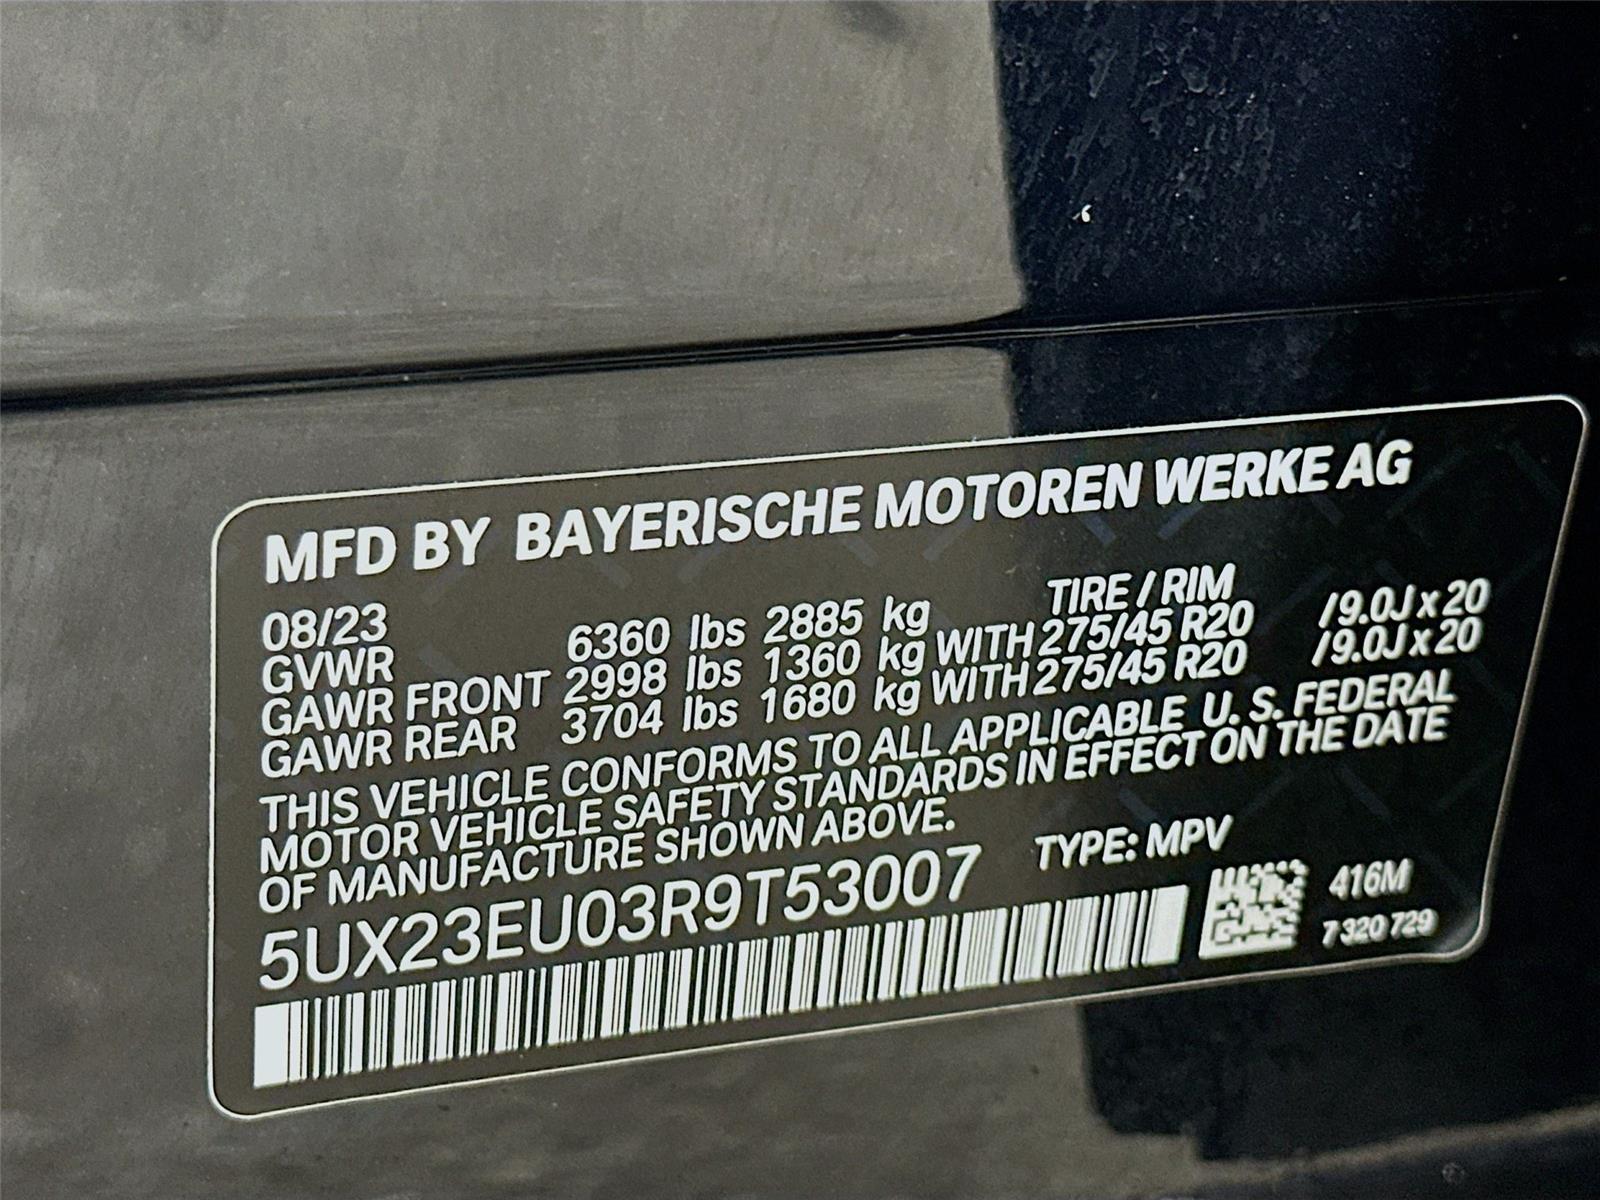 MFD BY BAYERISCHE MOTOREN WERKE AG
08/23 TIRE / RIM
GVWR 6360 lbs 2885 kg
GAWR FRONT 2998 lbs 1360 kg WITH 275/45 R20 /9.0J x 20
GAWR REAR 3704 lbs 1680 kg WITH 275/45 R20 /9.0J x 20
THIS VEHICLE CONFORMS TO ALL APPLICABLE U. S. FEDERAL
MOTOR VEHICLE SAFETY STANDARDS IN EFFECT ON THE DATE
OF MANUFACTURE SHOWN ABOVE.
5UX23EU03R9T53007 TYPE: MPV
416M
7 320 729